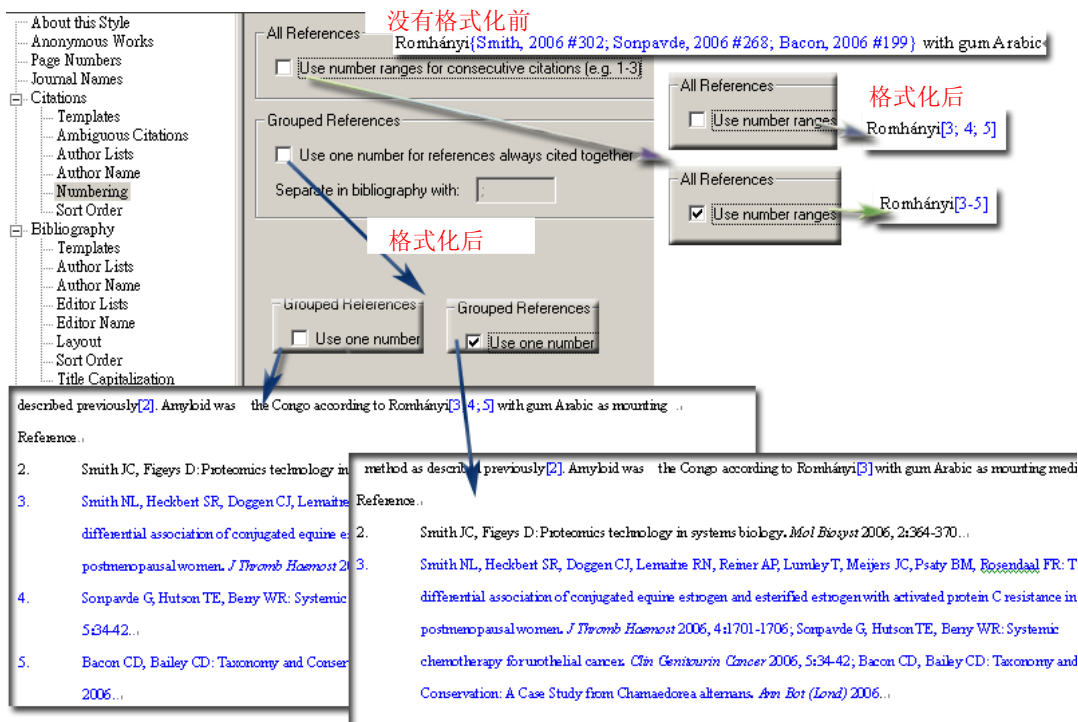 About this Style
Anonymous Works
Page Numbers
Journal Names
Citations
Templates
Ambiguous Citations
Author Lists
Author Name
Numbering
Sort Order
Bibliography
Templates
Author Lists
Author Name
Editor Lists
Editor Name
Layout
Sort Order
Title Capitalization
没有格式化前
Romhányi{Smith, 2006 #302; Sonpavde, 2006 #268; Bacon, 2006 #199} with gum Arabic
All References
Use number ranges for consecutive citations (e.g. 1-3)
Grouped References
Use one number for references always cited together
Separate in bibliography with: ;
All References
Use number ranges
格式化后
Romhányi[3; 4; 5]
All References
Use number ranges
Romhányi[3-5]
格式化后
Grouped References
Use one number
Grouped References
Use one number
described previously[2]. Amyloid was the Congo according to Romhányi[3; 4; 5] with gum Arabic as mounting
Reference
2. Smith JC, Figeys D: Proteomics technology in
3. Smith NL, Heckbert SR, Doggen CJ, Lemaitre
differential association of conjugated equine
postmenopausal women. J Thromb Haemost
4. Sonpavde G, Hutson TE, Berry WR: Systemic
5:34-42..
5. Bacon CD, Bailey CD: Taxonomy and Conser
2006..
method as described previously[2]. Amyloid was the Congo according to Romhányi[3] with gum Arabic as mounting medi
Reference
2. Smith JC, Figeys D: Proteomics technology in systems biology. Mol Biosyst 2006, 2:364-370..
3. Smith NL, Heckbert SR, Doggen CJ, Lemaitre RN, Reiner AP, Lumley T, Meijers JC, Psaty BM, Rosendaal FR: T
differential association of conjugated equine estrogen and esterified estrogen with activated protein C resistance in
postmenopausal women. J Thromb Haemost 2006, 4:1701-1706; Sonpavde G, Hutson TE, Berry WR: Systemic
chemotherapy for urothelial cancer. Clin Genitourin Cancer 2006, 5:34-42; Bacon CD, Bailey CD: Taxonomy and
Conservation: A Case Study from Chamaedorea alternans. Ann Bot (Lond) 2006..